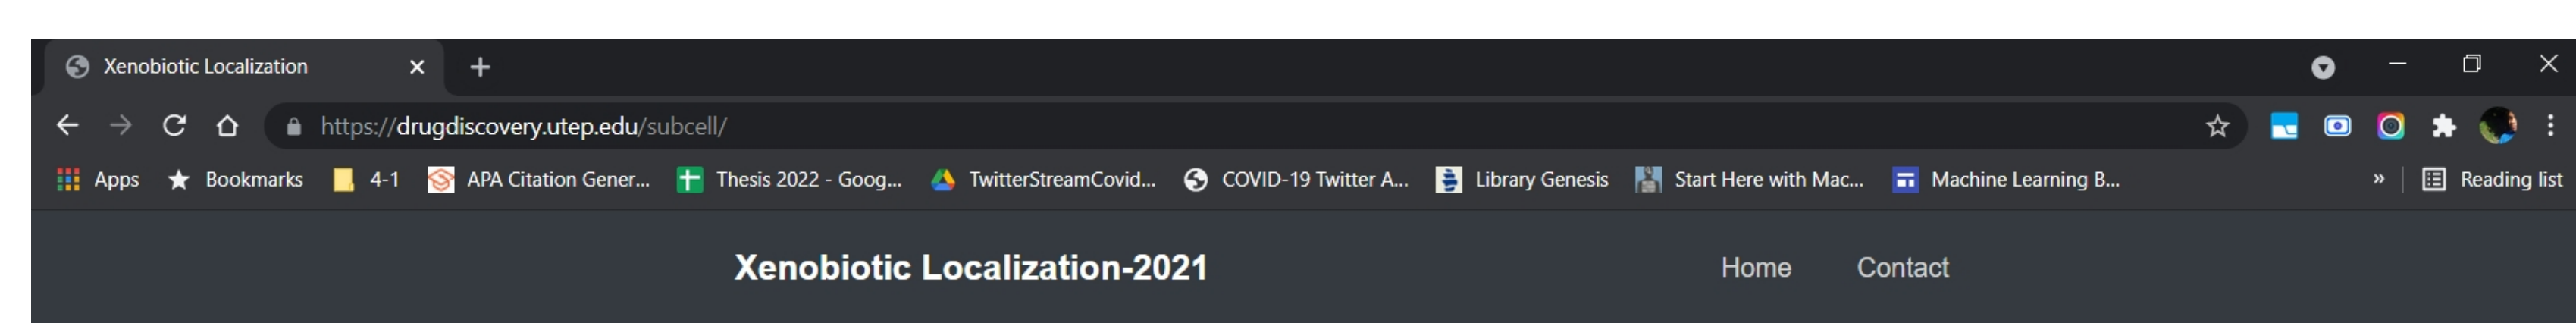 Xenobiotic Localization
https://drugdiscovery.utep.edu/subcell/
Apps Bookmarks 4-1 APA Citation Gener... Thesis 2022 - Goog... TwitterStreamCovid... COVID-19 Twitter A... Library Genesis Start Here with Mac... Machine Learning B... » Reading list
Xenobiotic Localization-2021 Home Contact